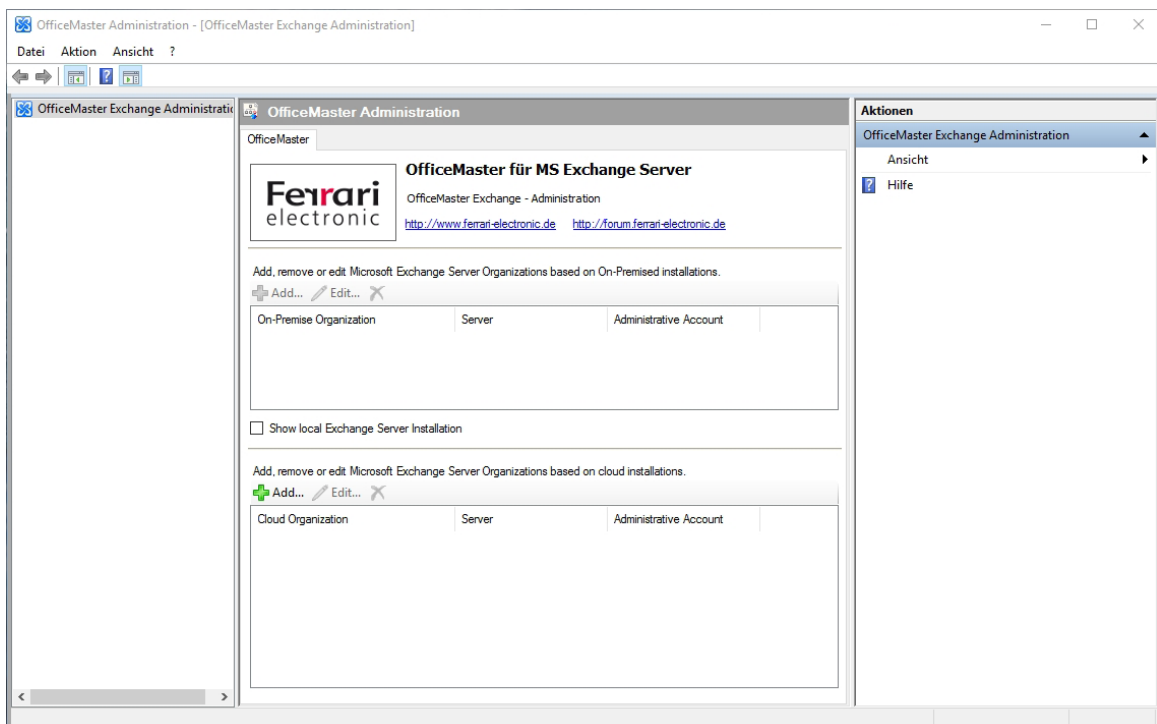 OfficeMaster Administration - [OfficeMaster Exchange Administration]
Datei Aktion Ansicht ?
OfficeMaster Exchange Administratic
OfficeMaster Administration
OfficeMaster
Ferrari
electronic
OfficeMaster für MS Exchange Server
OfficeMaster Exchange - Administration
http://www.ferrari-electronic.de http://forum.ferrari-electronic.de
Add, remove or edit Microsoft Exchange Server Organizations based on On-Premised installations.
Add... Edit...
On-Premise Organization Server Administrative Account
Show local Exchange Server Installation
Add, remove or edit Microsoft Exchange Server Organizations based on cloud installations.
Add... Edit...
Cloud Organization Server Administrative Account
Aktionen
OfficeMaster Exchange Administration
Ansicht
? Hilfe